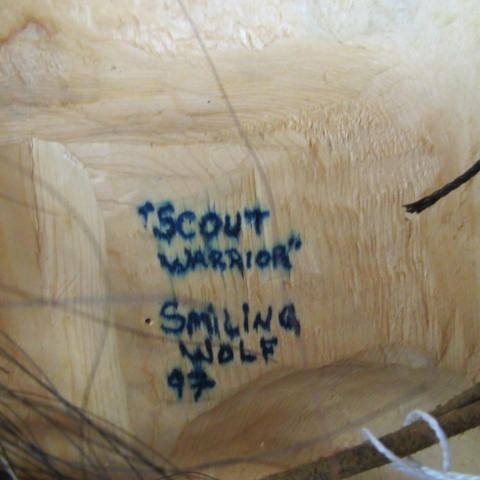 "SCOUT
WARRIOR"
SMILING
WOLF
97